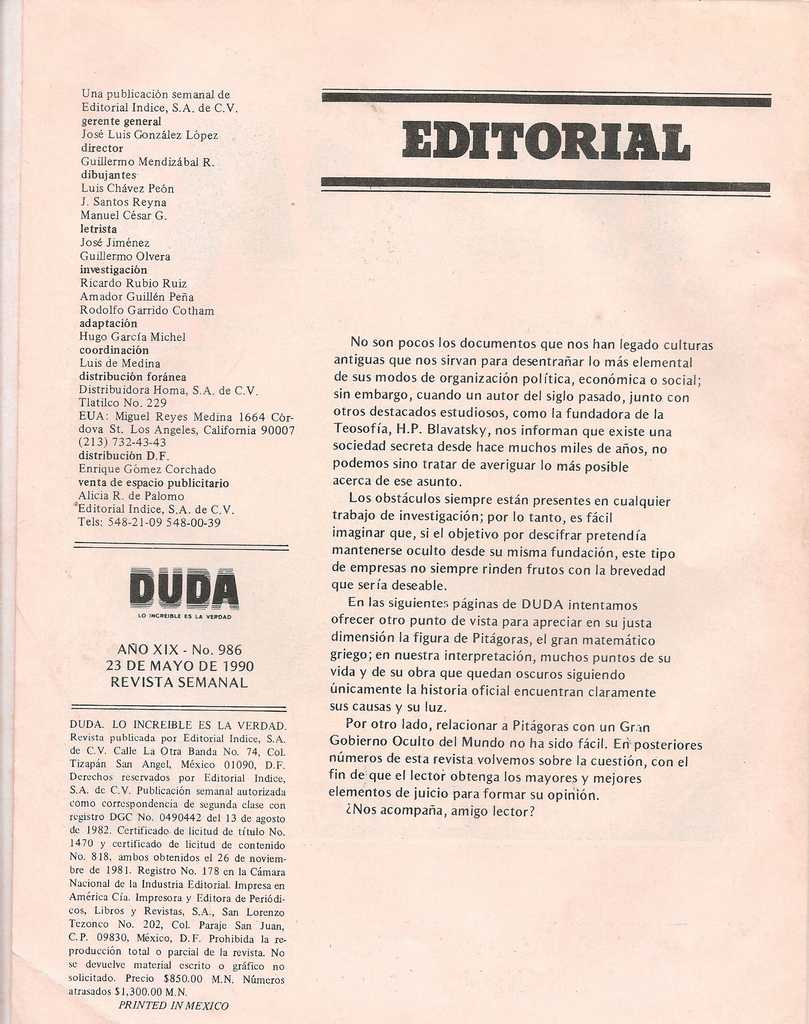 Una publicación semanal de
Editorial Indice, S.A. de C.V.
gerente general
José Luis González López
director
Guillermo Mendizábal R.
dibujantes
Luis Chávez Peón
J. Santos Reyna
Manuel César G.
letrista
José Jiménez
Guillermo Olvera
investigación
Ricardo Rubio Ruiz
Amador Guillén Peña
Rodolfo Garrido Cotham
adaptación
Hugo García Michel
coordinación
Luis de Medina
distribución foránea
Distribuidora Homa, S.A. de C.V.
Tlatilco No. 229
EUA: Miguel Reyes Medina 1664 Cór-
dova St. Los Angeles, California 90007
(213) 732-43-43
distribución D.F.
Enrique Gómez Corchado
venta de espacio publicitario
Alicia R. de Palomo
Editorial Indice, S.A. de C.V.
Tels: 548-21-09 548-00-39
DUDA
LO INCREIBLE ES LA VERDAD
AÑO XIX - No. 986
23 DE MAYO DE 1990
REVISTA SEMANAL
DUDA. LO INCREIBLE ES LA VERDAD.
Revista publicada por Editorial Indice, S.A.
de C.V. Calle La Otra Banda No. 74, Col.
Tizapán San Angel, México 01090, D.F.
Derechos reservados por Editorial Indice,
S.A. de C.V. Publicación semanal autorizada
como correspondencia de segunda clase con
registro DGC No. 0490442 del 13 de agosto
de 1982. Certificado de licitud de título No.
1470 y certificado de licitud de contenido
No. 818, ambos obtenidos el 26 de noviem-
bre de 1981. Registro No. 178 en la Cámara
Nacional de la Industria Editorial. Impresa en
América Cía. Impresora y Editora de Periódi-
cos, Libros y Revistas, S.A., San Lorenzo
Tezonco No. 202, Col. Paraje San Juan,
C.P. 09830, México, D.F. Prohibida la re-
producción total o parcial de la revista. No
se devuelve material escrito o gráfico no
solicitado. Precio $850.00 M.N. Números
atrasados $1,300.00 M.N.
PRINTED IN MEXICO
EDITORIAL
No son pocos los documentos que nos han legado culturas
antiguas que nos sirvan para desentrañar lo más elemental
de sus modos de organización política, económica o social;
sin embargo, cuando un autor del siglo pasado, junto con
otros destacados estudiosos, como la fundadora de la
Teosofía, H.P. Blavatsky, nos informan que existe una
sociedad secreta desde hace muchos miles de años, no
podemos sino tratar de averiguar lo más posible
acerca de ese asunto.
Los obstáculos siempre están presentes en cualquier
trabajo de investigación; por lo tanto, es fácil
imaginar que, si el objetivo por descifrar pretendía
mantenerse oculto desde su misma fundación, este tipo
de empresas no siempre rinden frutos con la brevedad
que sería deseable.
En las siguientes páginas de DUDA intentamos
ofrecer otro punto de vista para apreciar en su justa
dimensión la figura de Pitágoras, el gran matemático
griego; en nuestra interpretación, muchos puntos de su
vida y de su obra que quedan oscuros siguiendo
únicamente la historia oficial encuentran claramente
sus causas y su luz.
Por otro lado, relacionar a Pitágoras con un Gran
Gobierno Oculto del Mundo no ha sido fácil. En posteriores
números de esta revista volvemos sobre la cuestión, con el
fin de que el lector obtenga los mayores y mejores
elementos de juicio para formar su opinión.
¿Nos acompaña, amigo lector?